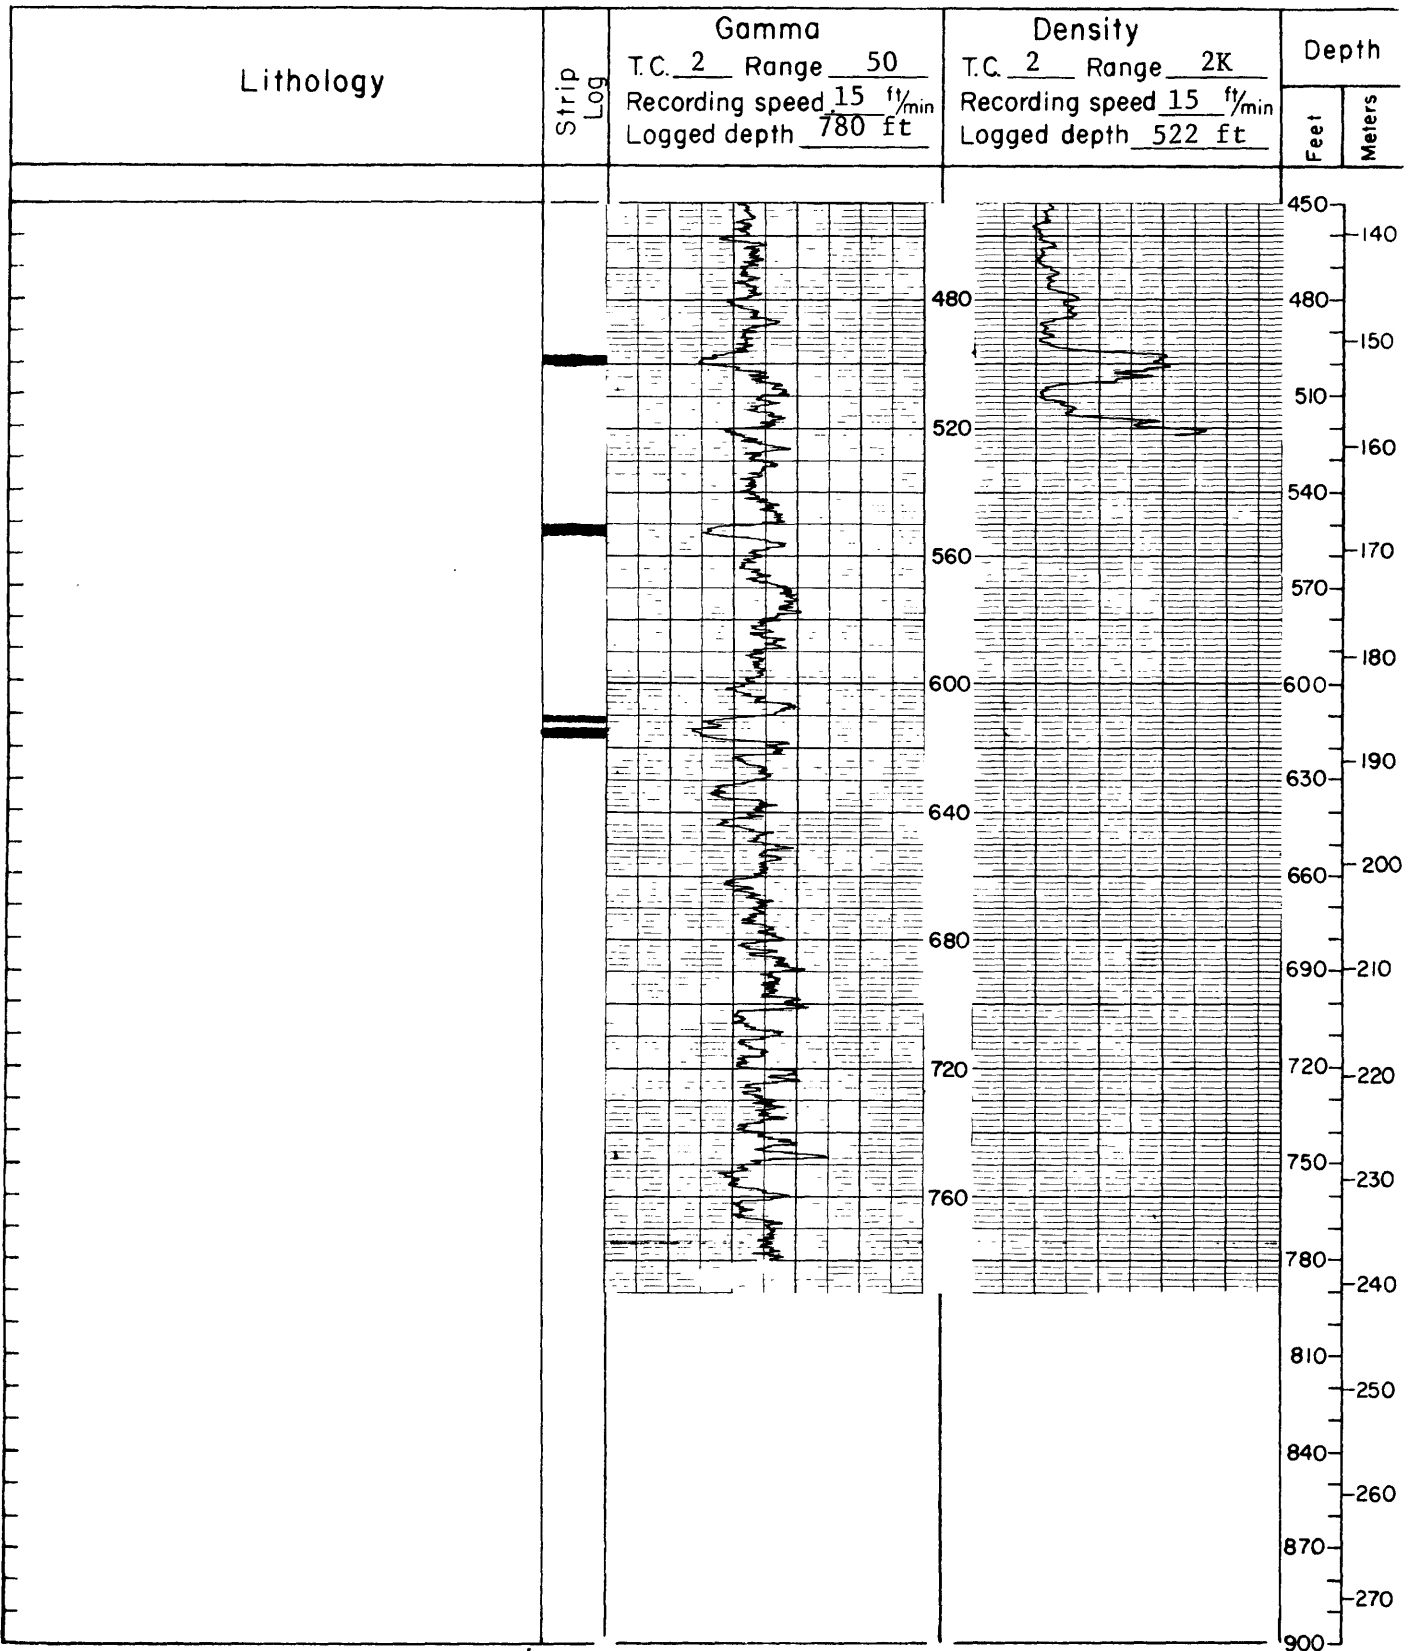 Lithology
Strip Log
Gamma
T.C. 2 Range 50
Recording speed 15 ft/min
Logged depth 780 ft
Density
T.C. 2 Range 2K
Recording speed 15 ft/min
Logged depth 522 ft
Depth
Feet
Meters
450
140
480
480
150
510
520
160
540
560
170
570
180
600
600
190
630
640
200
660
680
690
210
720
720
220
750
230
760
780
240
810
250
840
260
870
270
900